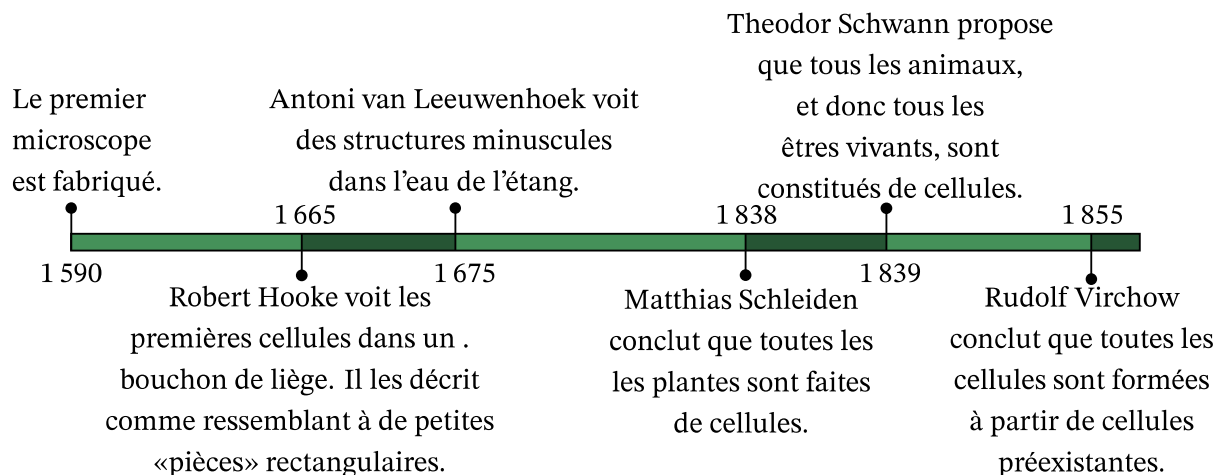 Le premier
microscope
est fabriqué.
1 590
1 665
Robert Hooke voit les
premières cellules dans un .
bouchon de liège. Il les décrit
comme ressemblant à de petites
«pièces» rectangulaires.
Antoni van Leeuwenhoek voit
des structures minuscules
dans l’eau de l’étang.
1 675
1 838
Matthias Schleiden
conclut que toutes les
les plantes sont faites
de cellules.
Theodor Schwann propose
que tous les animaux,
et donc tous les
êtres vivants, sont
constitués de cellules.
1 839
1 855
Rudolf Virchow
conclut que toutes les
cellules sont formées
à partir de cellules
préexistantes.